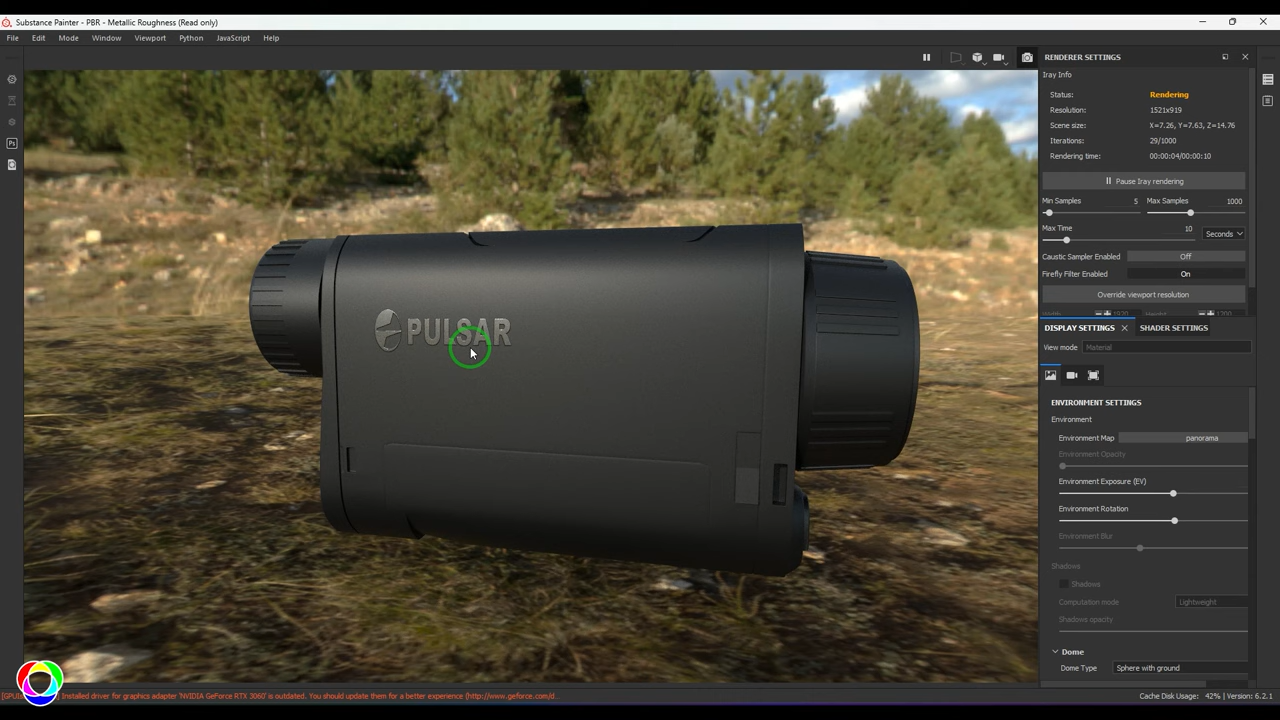 Substance Painter - PBR - Metallic Roughness (Read only)
File Edit Mode Window Viewport Python JavaScript Help
RENDERER SETTINGS
Iray Info
Status: Rendering
Resolution: 1521x919
Scene size: X=7.26, Y=7.63, Z=14.76
Iterations: 29/1000
Rendering time: 00:00:04/00:00:10
Pause Iray rendering
Min Samples 5 Max Samples 1000
Max Time 10 Seconds
Caustic Sampler Enabled Off
Firefly Filter Enabled On
Override viewport resolution
Width 1920 Height 1200
DISPLAY SETTINGS SHADER SETTINGS
View mode Material
Ps
PULSAR
ENVIRONMENT SETTINGS
Environment
Environment Map panorama
Environment Opacity
Environment Exposure (EV)
Environment Rotation
Environment Blur
Shadows
Shadows
Computation mode Lightweight
Shadows opacity
Dome
Dome Type Sphere with ground
Installed driver for graphics adapter 'NVIDIA GeForce RTX 3060' is outdated. You should update them for a better experience (http://www.geforce.com/d...
Cache Disk Usage: 42% | Version: 6.2.1